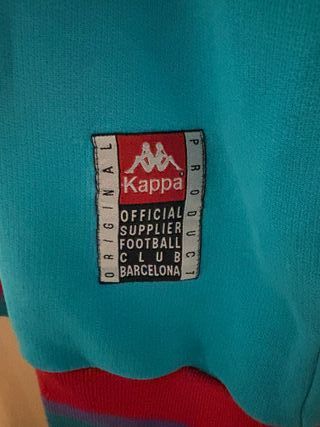 ORIGINAL
PRODUCT
Kappa
OFFICIAL
SUPPLIER
FOOTBALL
CLUB
BARCELONA